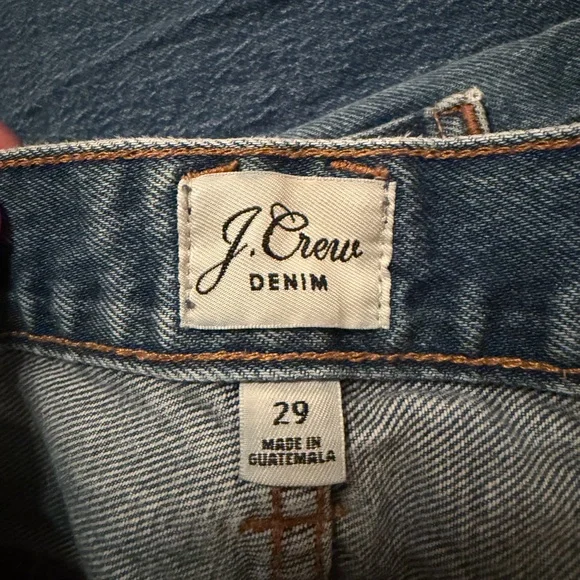 J.Crew
DENIM
29
MADE IN
GUATEMALA